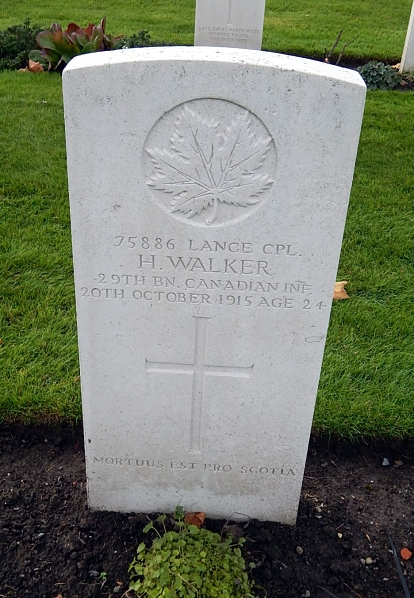 75886 LANCE CPL.
H. WALKER
29TH BN. CANADIAN INF.
20TH OCTOBER 1915 AGE 24
MORTUUS EST PRO SCOTIA